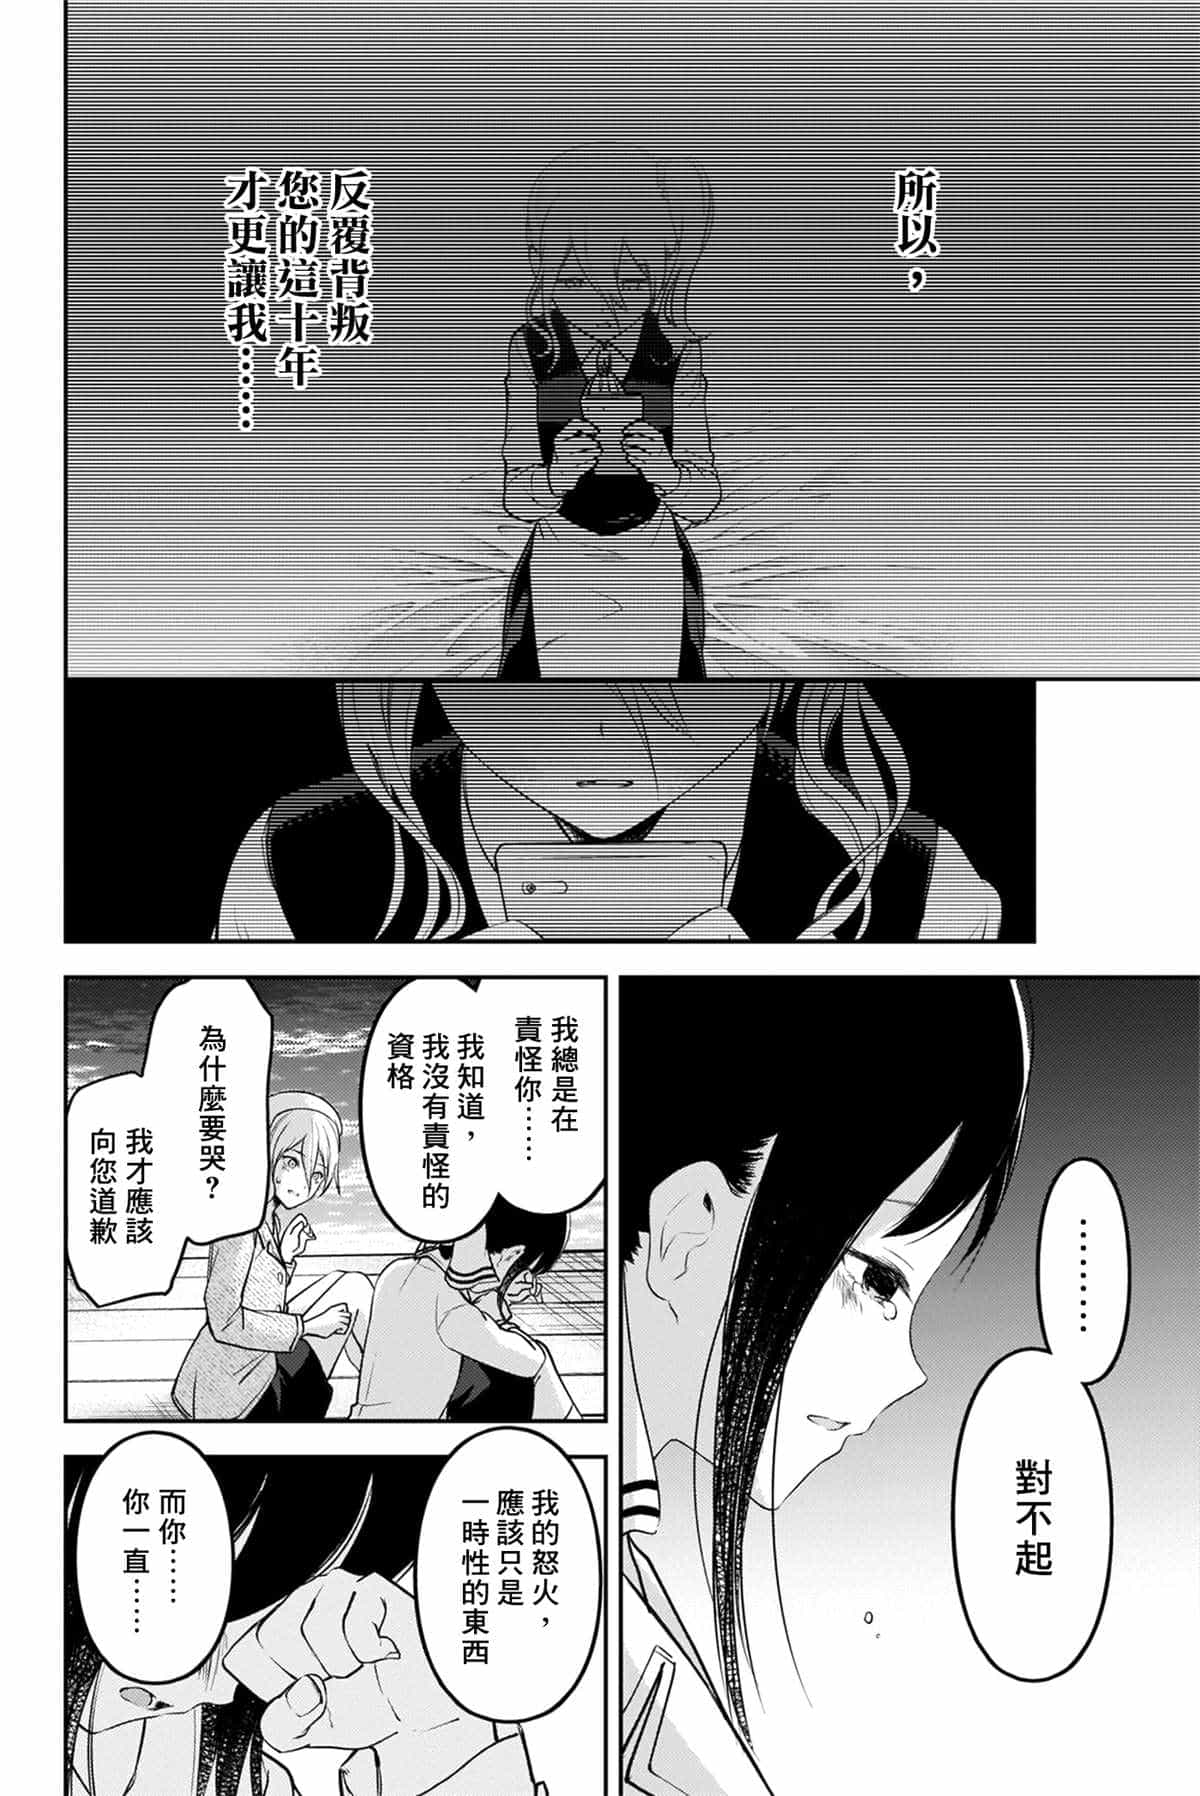 所以，
反覆背叛
您的這十年
才更讓我……
………
對不起
我總是在
責怪你……
我知道，
我沒有責怪的
資格
為什麼要哭？
我才應該
向您道歉
我的怒火，
應該只是
一時性的東西
而你……
你一直……